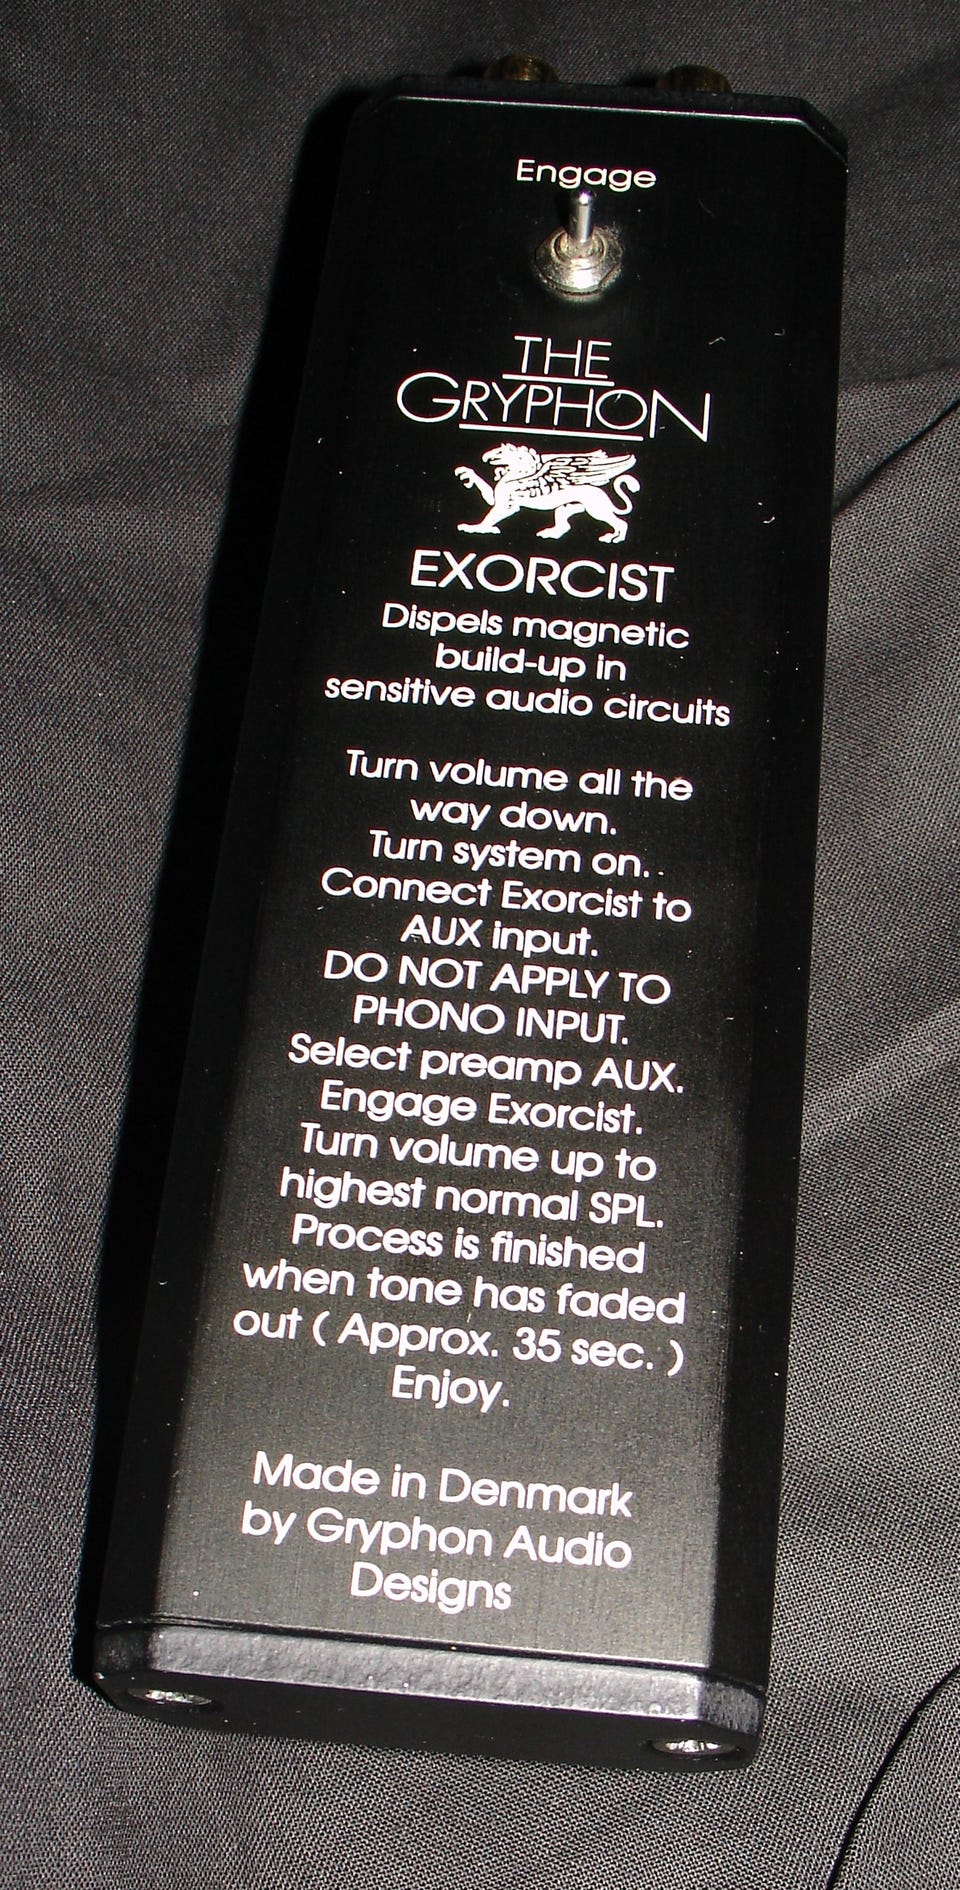 Engage
THE
GRYPHON
EXORCIST
Dispels magnetic
build-up in
sensitive audio circuits
Turn volume all the
way down.
Turn system on.
Connect Exorcist to
AUX input.
DO NOT APPLY TO
PHONO INPUT.
Select preamp AUX.
Engage Exorcist.
Turn volume up to
highest normal SPL.
Process is finished
when tone has faded
out ( Approx. 35 sec. )
Enjoy.
Made in Denmark
by Gryphon Audio
Designs